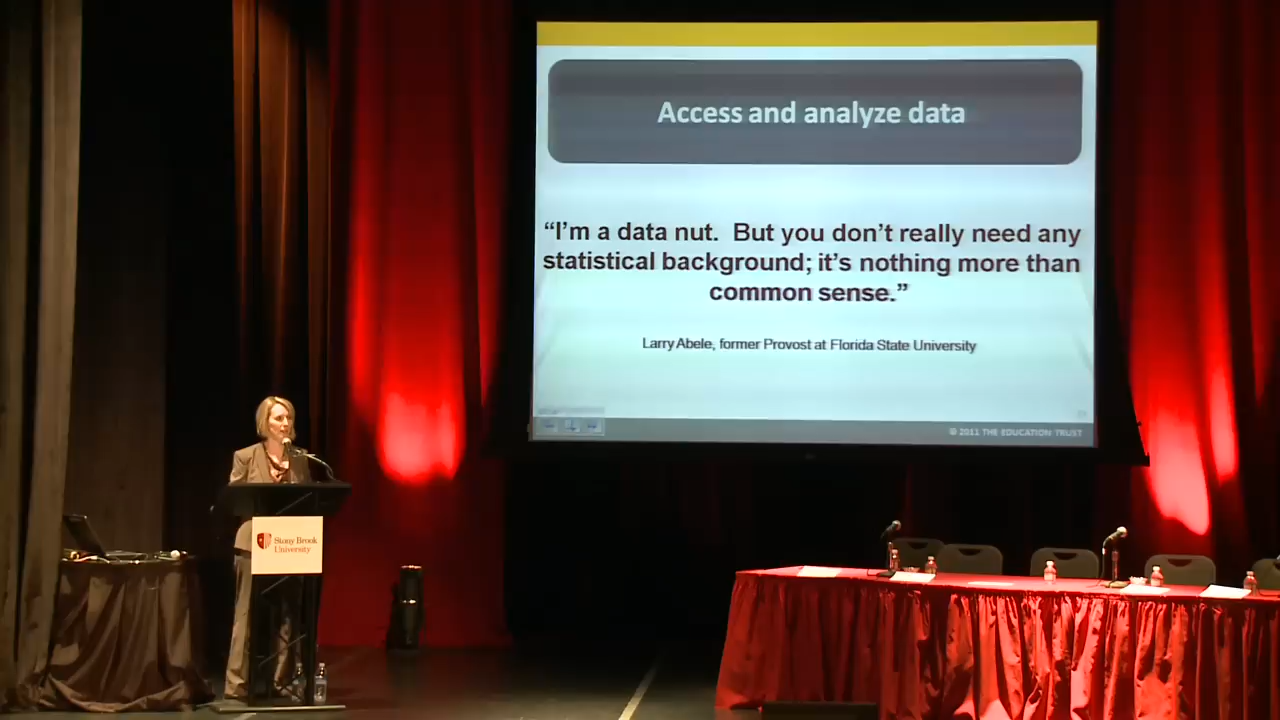 Access and analyze data
“I’m a data nut.  But you don’t really need any
statistical background; it’s nothing more than
common sense.”
Larry Abele, former Provost at Florida State University
© 2011 THE EDUCATION TRUST
Stony Brook
University